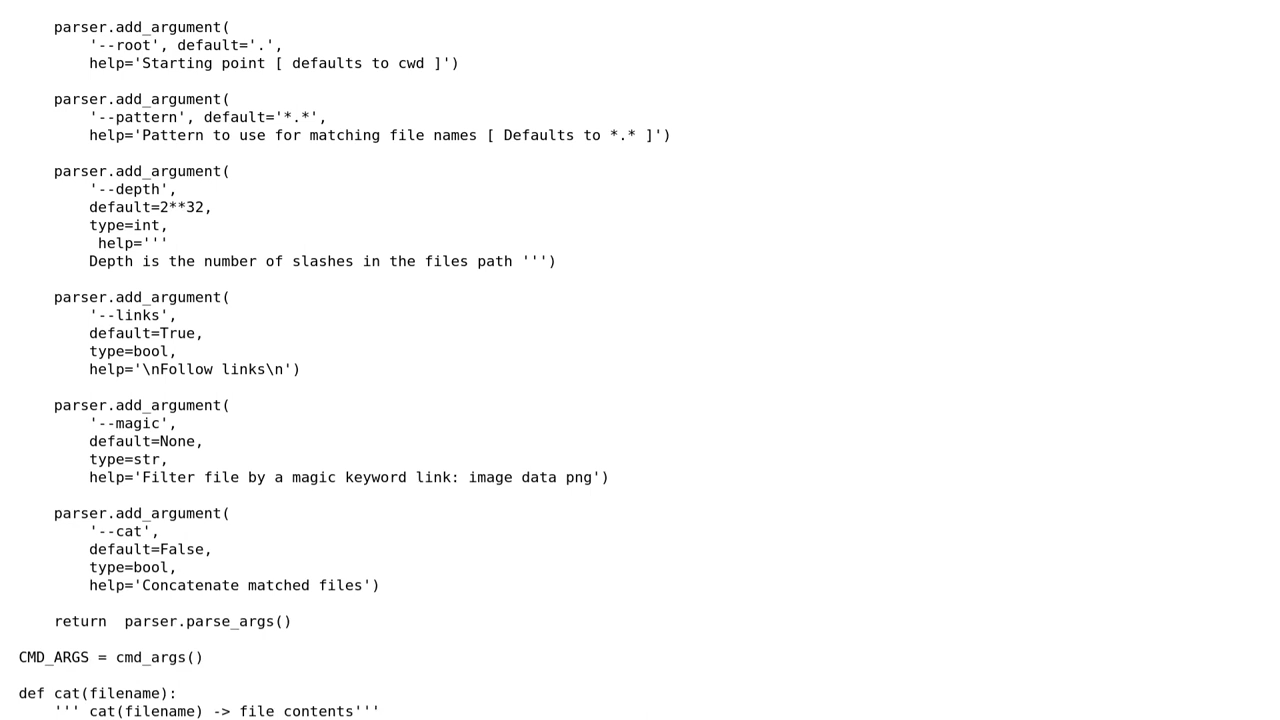 parser.add_argument(
        '--root', default='.',
        help='Starting point [ defaults to cwd ]')

    parser.add_argument(
        '--pattern', default='*.*',
        help='Pattern to use for matching file names [ Defaults to *.* ]')

    parser.add_argument(
        '--depth',
        default=2**32,
        type=int,
         help='''
        Depth is the number of slashes in the files path ''')

    parser.add_argument(
        '--links',
        default=True,
        type=bool,
        help='\nFollow links\n')

    parser.add_argument(
        '--magic',
        default=None,
        type=str,
        help='Filter file by a magic keyword link: image data png')

    parser.add_argument(
        '--cat',
        default=False,
        type=bool,
        help='Concatenate matched files')

    return  parser.parse_args()

CMD_ARGS = cmd_args()

def cat(filename):
    ''' cat(filename) -> file contents'''